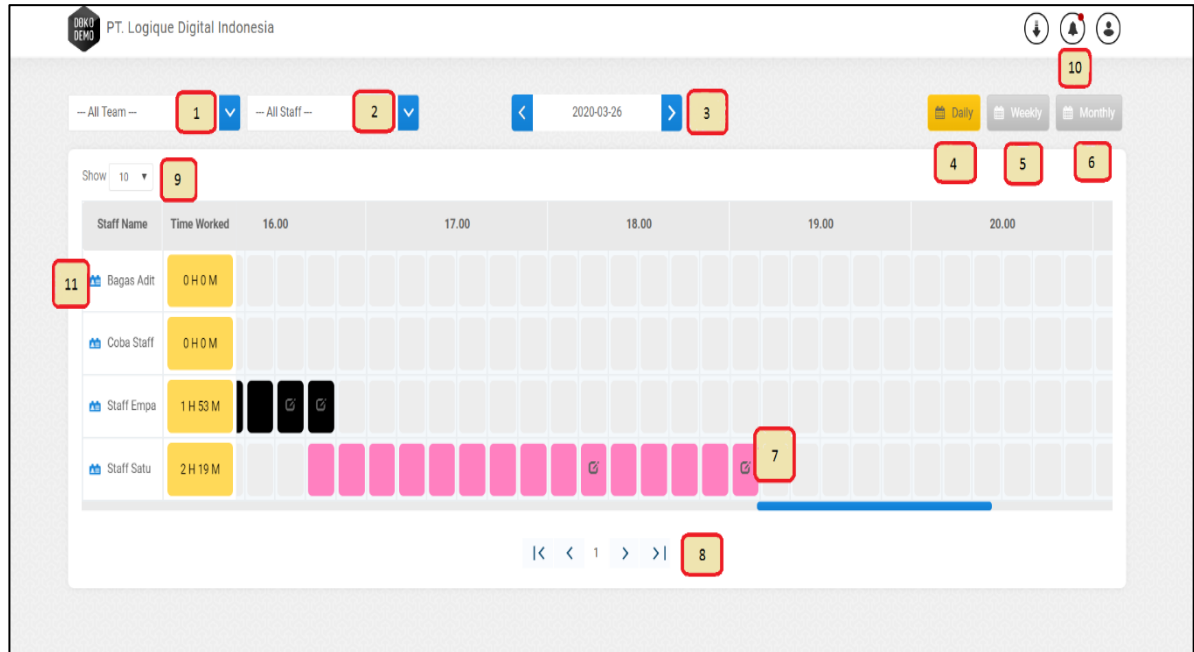 DOKO
DEMO
PT. Logique Digital Indonesia
10
--- All Team ---
1
--- All Staff ---
2
2020-03-26
3
Daily
Weekly
Monthly
4
5
6
Show 10
9
Staff Name Time Worked 16.00 17.00 18.00 19.00 20.00
11
Bagas Adit 0 H 0 M
Coba Staff 0 H 0 M
Staff Empa 1 H 53 M
Staff Satu 2 H 19 M
7
1
8